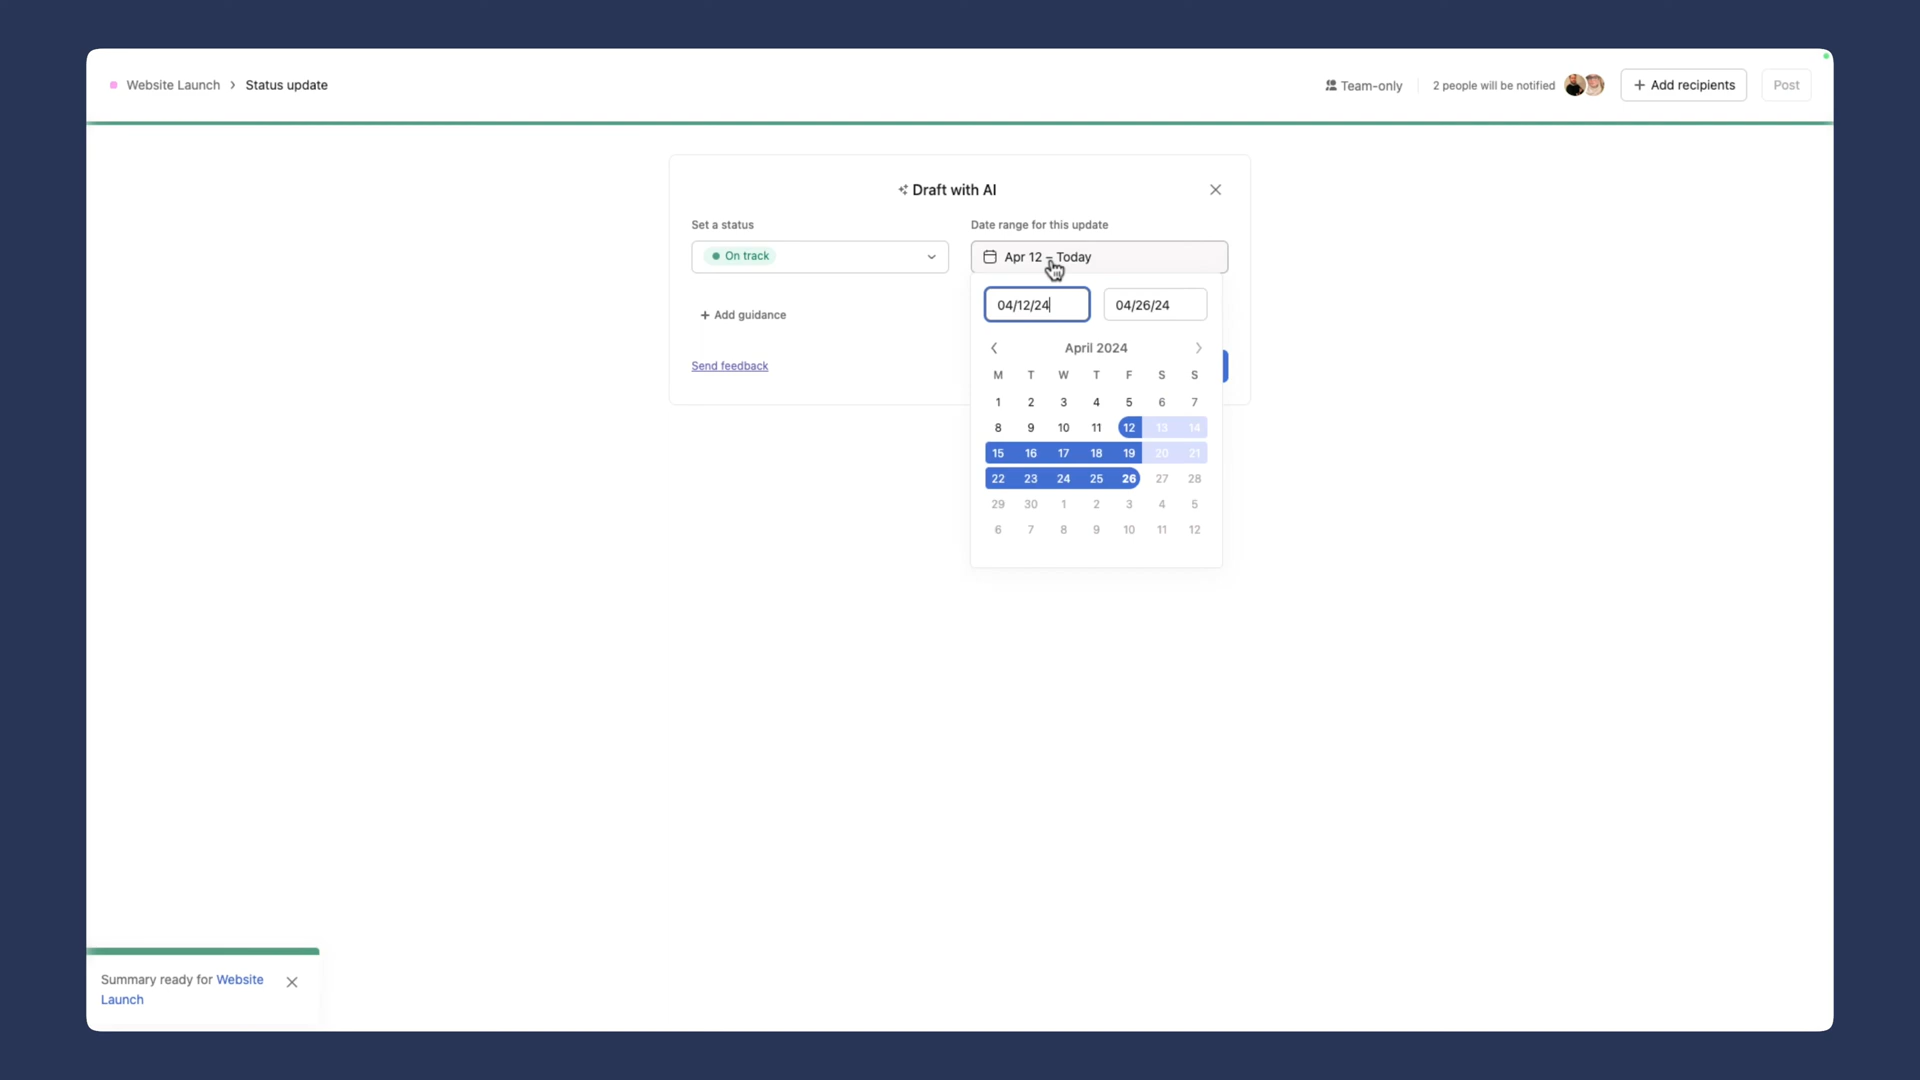 Website Launch > Status update
Team-only
2 people will be notified
+ Add recipients
Post
Draft with AI
Set a status
Date range for this update
On track
Apr 12 – Today
04/12/24
04/26/24
+ Add guidance
April 2024
Send feedback
M T W T F S S
1 2 3 4 5 6 7
8 9 10 11 12 13 14
15 16 17 18 19 20 21
22 23 24 25 26 27 28
29 30 1 2 3 4 5
6 7 8 9 10 11 12
Summary ready for Website
Launch